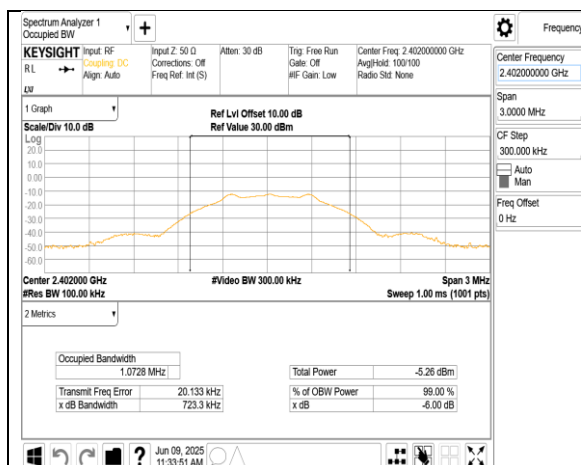 Spectrum Analyzer 1
Occupied BW
Frequency
KEYSIGHT
RL
Input: RF
Coupling: DC
Align: Auto
Input Z: 50 Ω
Corrections: Off
Freq Ref: Int (S)
Atten: 30 dB
Trig: Free Run
Gate: Off
#IF Gain: Low
Center Freq: 2.402000000 GHz
Avg|Hold: 100/100
Radio Std: None
1 Graph
Scale/Div 10.0 dB
Ref Lvl Offset 10.00 dB
Ref Value 30.00 dBm
Log
20.0
10.0
0.00
-10.0
-20.0
-30.0
-40.0
-50.0
-60.0
Center 2.402000 GHz
#Res BW 100.00 kHz
#Video BW 300.00 kHz
Span 3 MHz
Sweep 1.00 ms (1001 pts)
2 Metrics
Occupied Bandwidth
1.0728 MHz
Transmit Freq Error 20.133 kHz
x dB Bandwidth 723.3 kHz
Total Power -5.26 dBm
% of OBW Power 99.00 %
x dB -6.00 dB
Center Frequency
2.402000000 GHz
Span
3.0000 MHz
CF Step
300.000 kHz
Auto
Man
Freq Offset
0 Hz
?
Jun 09, 2025
11:33:51 AM